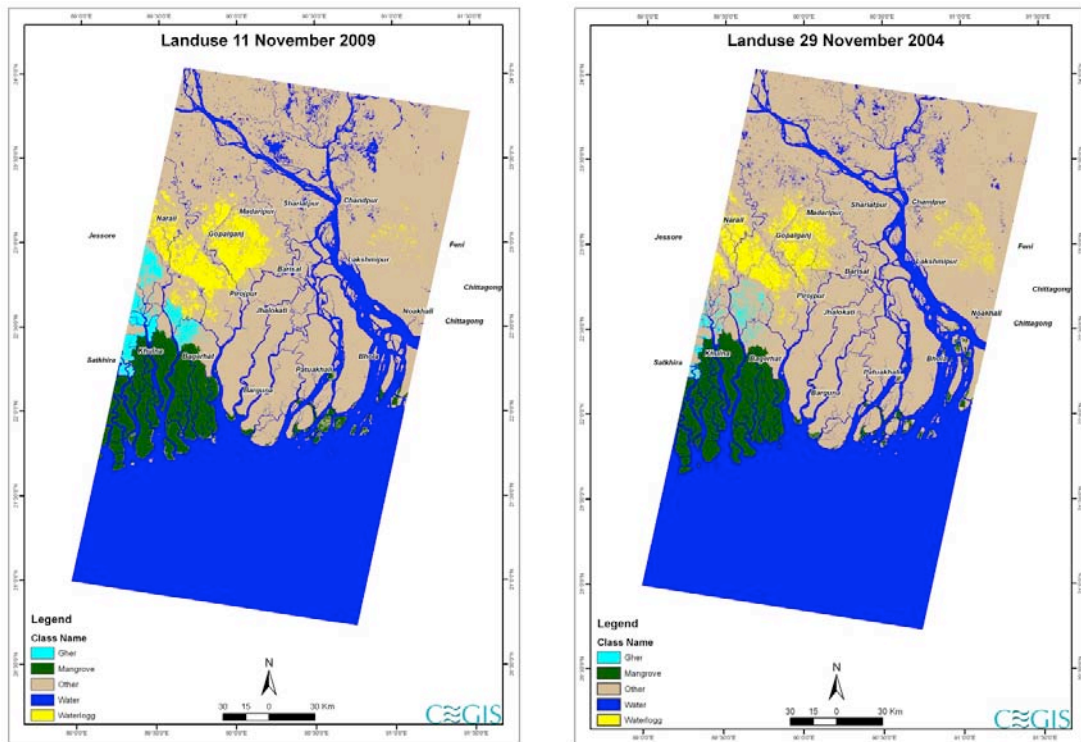 Landuse 11 November 2009
Narail
Jessore
Madaripur
Shariatpur
Chandpur
Gopalganj
Feni
Lakshmipur
Barisal
Chittagong
Pirojpur
Jhalokati
Noakhali
Chittagong
Satkhira
Khulna
Bagerhat
Bhola
Patuakhali
Barguna
Legend
Class Name
Gher
Mangrove
Other
Water
Waterlogg
N
30 15 0 30 Km
CEGIS
Landuse 29 November 2004
Narail
Jessore
Madaripur
Shariatpur
Chandpur
Gopalganj
Feni
Lakshmipur
Barisal
Chittagong
Pirojpur
Jhalokati
Noakhali
Chittagong
Satkhira
Khulna
Bagerhat
Bhola
Patuakhali
Barguna
Legend
Class Name
Gher
Mangrove
Other
Water
Waterlogg
N
30 15 0 30 Km
CEGIS